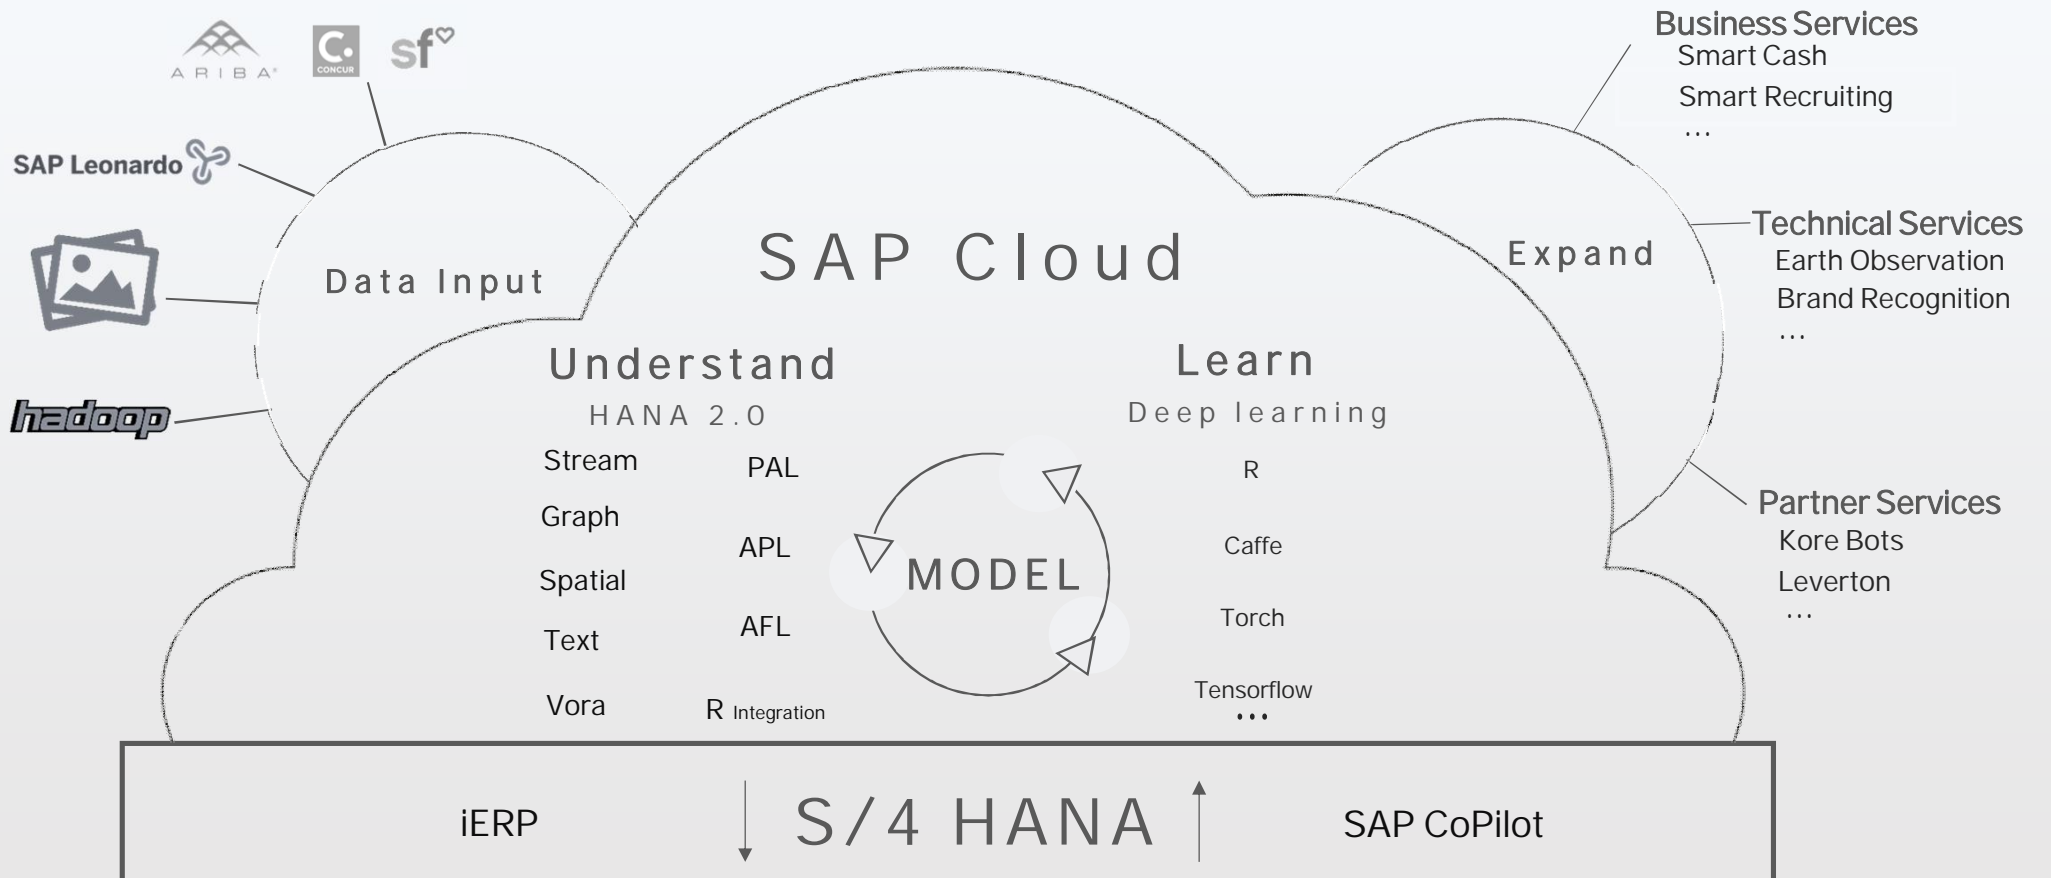 ARIBA
C.
CONCUR
sf
SAP Leonardo
hadoop
Data Input
SAP Cloud
Expand
Business Services
Smart Cash
Smart Recruiting
...
Technical Services
Earth Observation
Brand Recognition
...
Partner Services
Kore Bots
Leverton
...
Understand
HANA 2.0
Stream
Graph
Spatial
Text
Vora
PAL
APL
AFL
R Integration
MODEL
Learn
Deep learning
R
Caffe
Torch
Tensorflow
...
iERP
S/4 HANA
SAP CoPilot